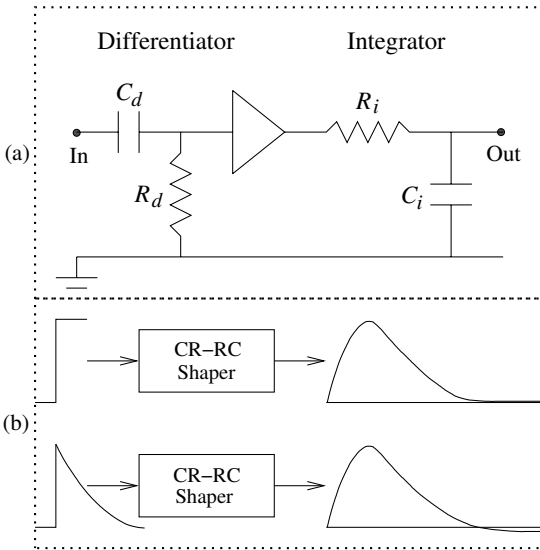 Differentiator Integrator
C_d
R_i
In
Out
(a)
R_d
C_i
CR–RC
Shaper
(b)
CR–RC
Shaper